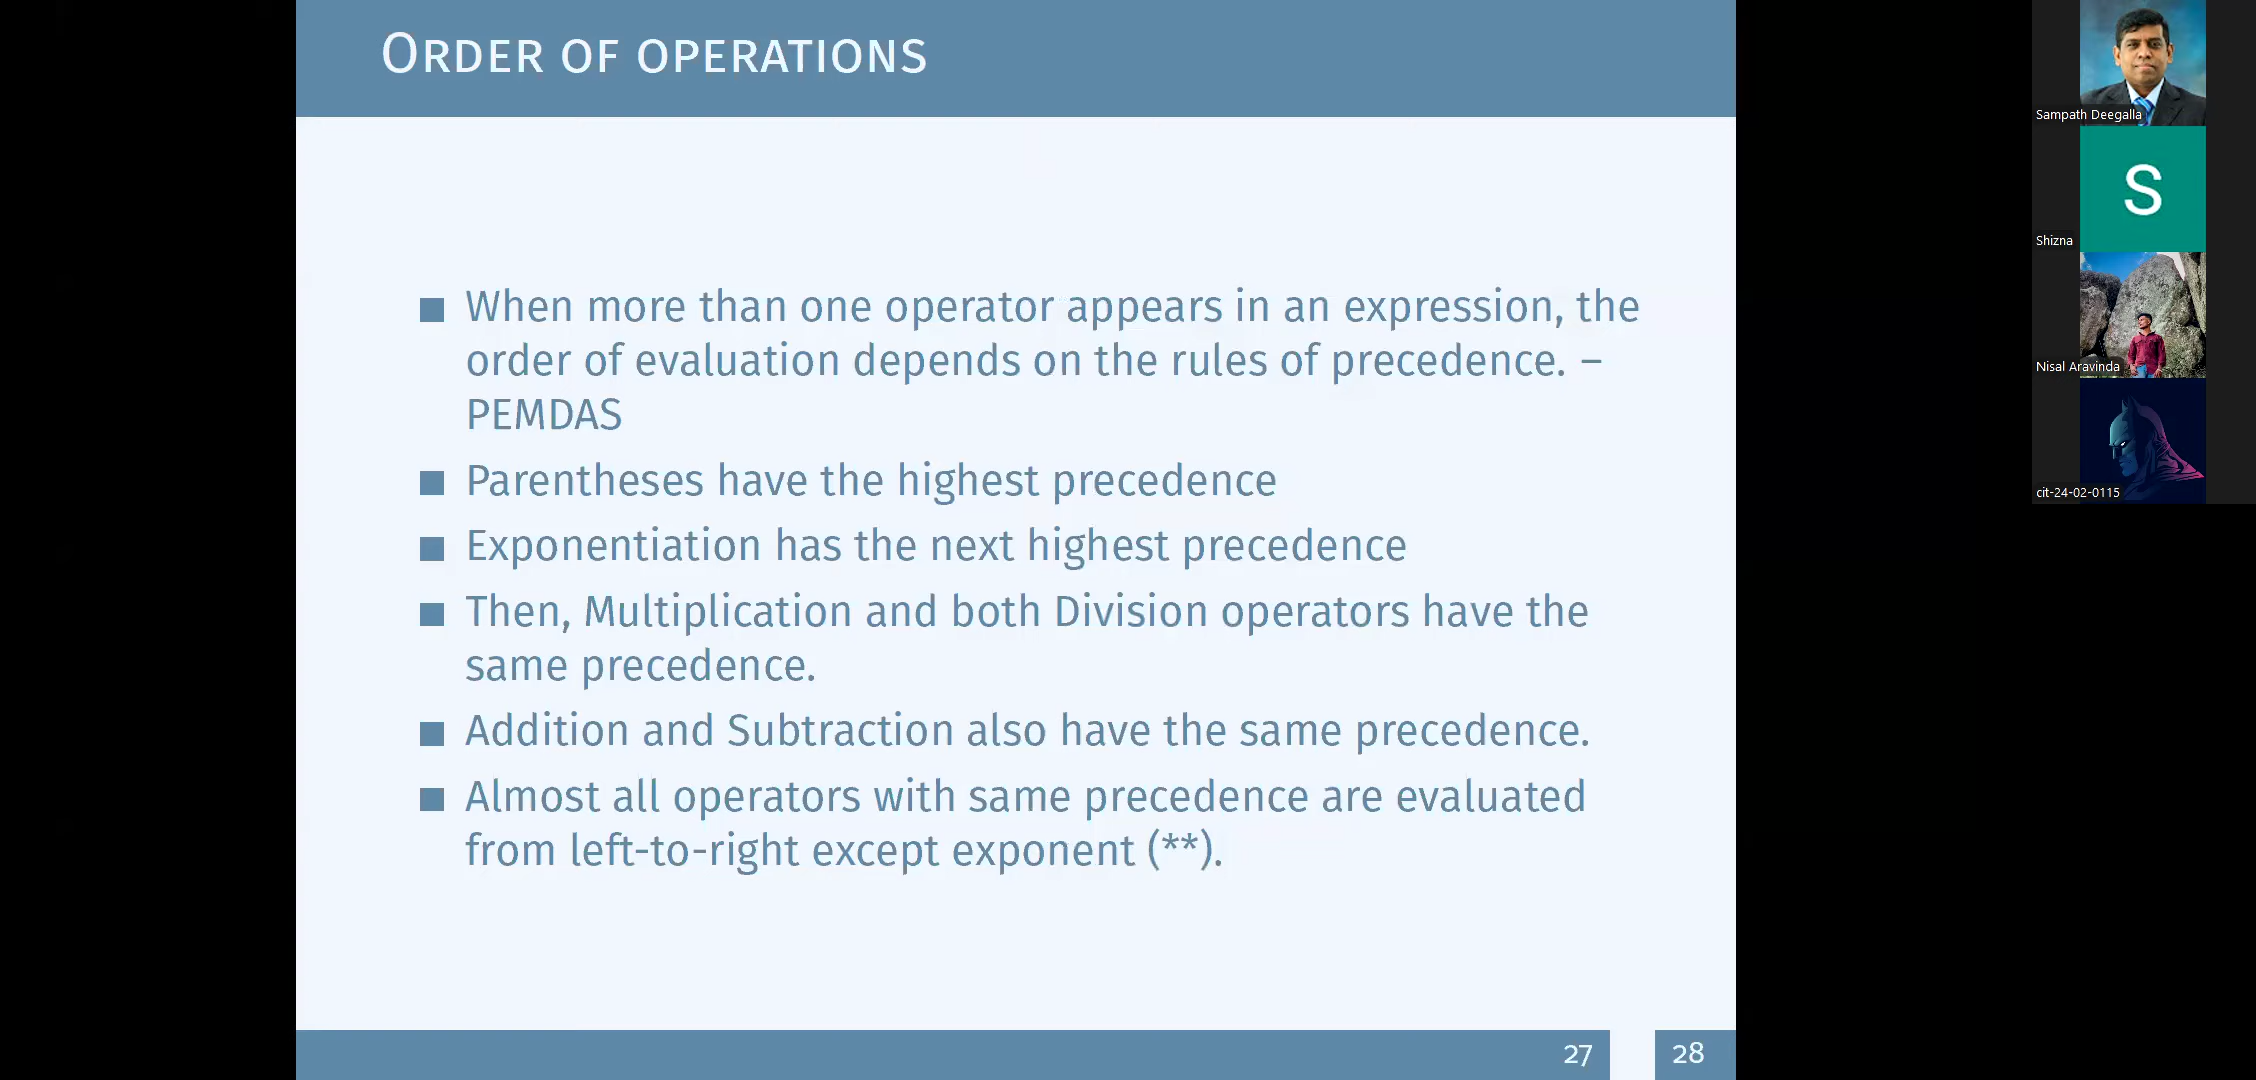 ORDER OF OPERATIONS
When more than one operator appears in an expression, the
order of evaluation depends on the rules of precedence. –
PEMDAS
Parentheses have the highest precedence
Exponentiation has the next highest precedence
Then, Multiplication and both Division operators have the
same precedence.
Addition and Subtraction also have the same precedence.
Almost all operators with same precedence are evaluated
from left-to-right except exponent (**).
27
28
Sampath Deegalla
S
Shizna
Nisal Aravinda
cit-24-02-0115